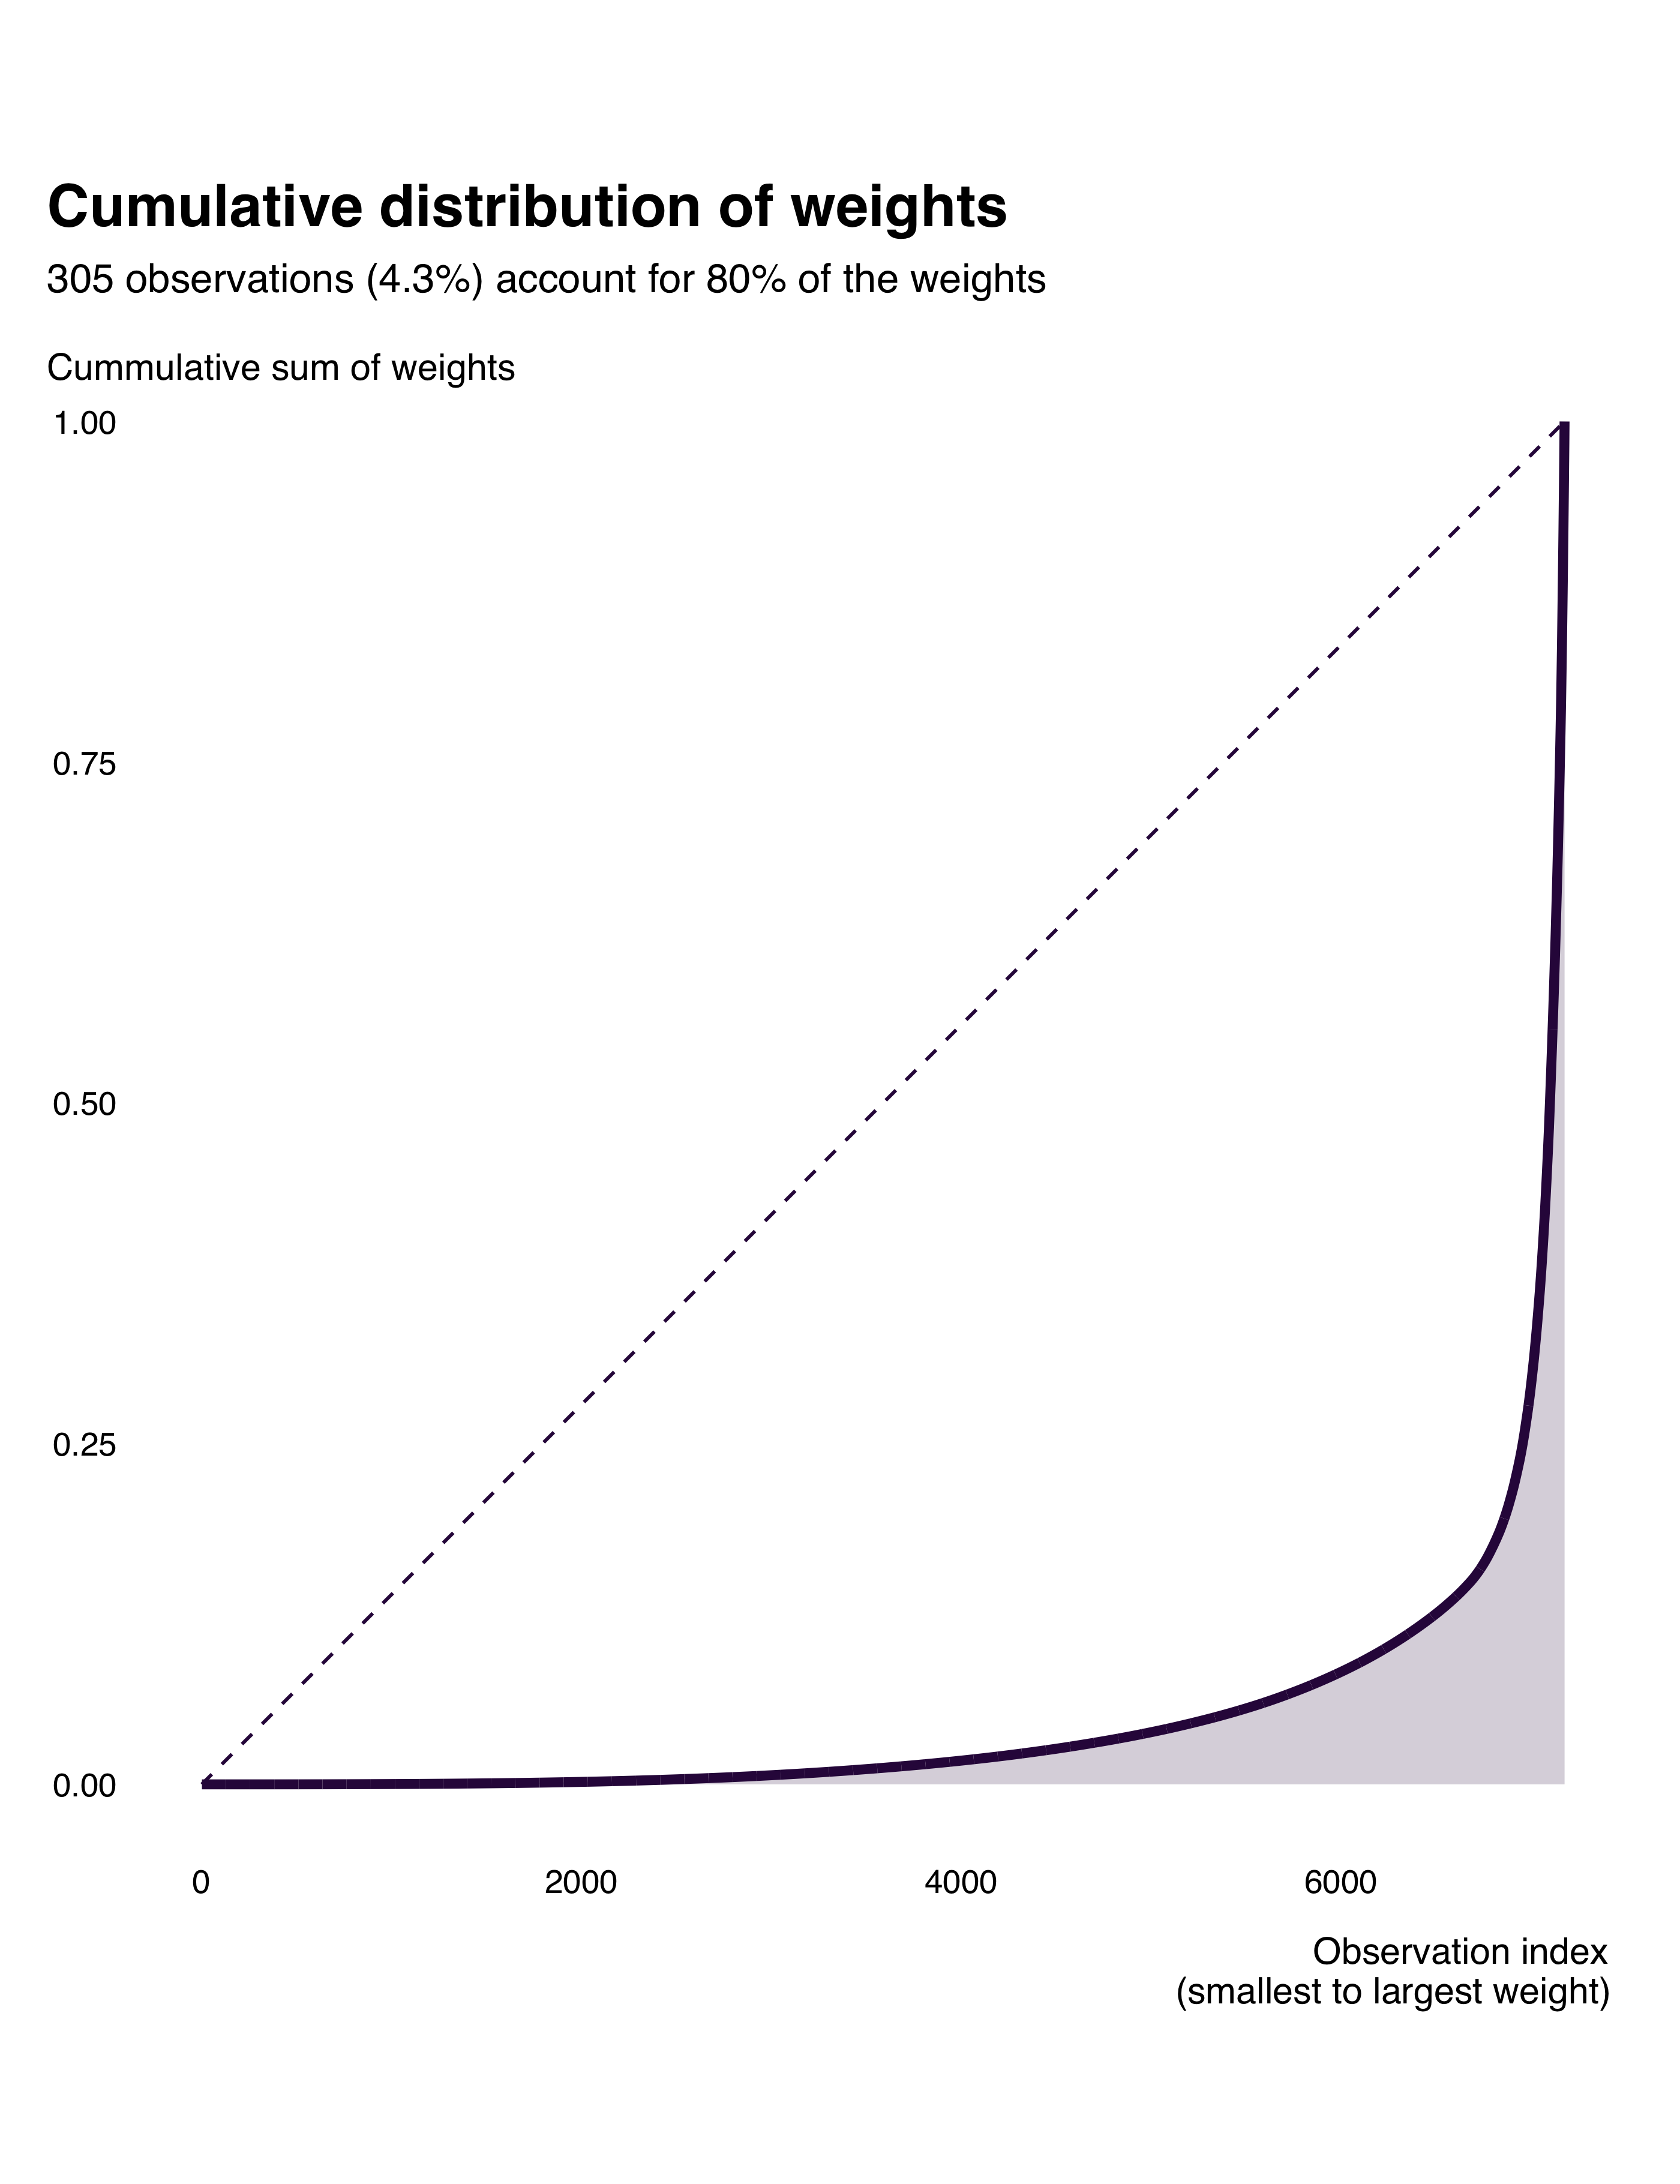 Cumulative distribution of weights
305 observations (4.3%) account for 80% of the weights
Cummulative sum of weights
1.00
0.75
0.50
0.25
0.00
0 2000 4000 6000
Observation index
(smallest to largest weight)